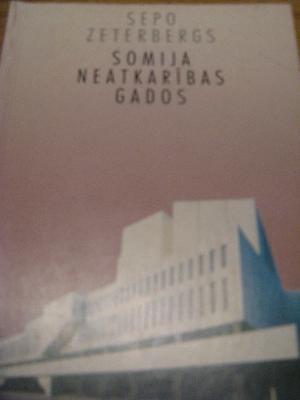 SEPO
ZETERBERGS
SOMIJA
NEATKARĪBAS
GADOS